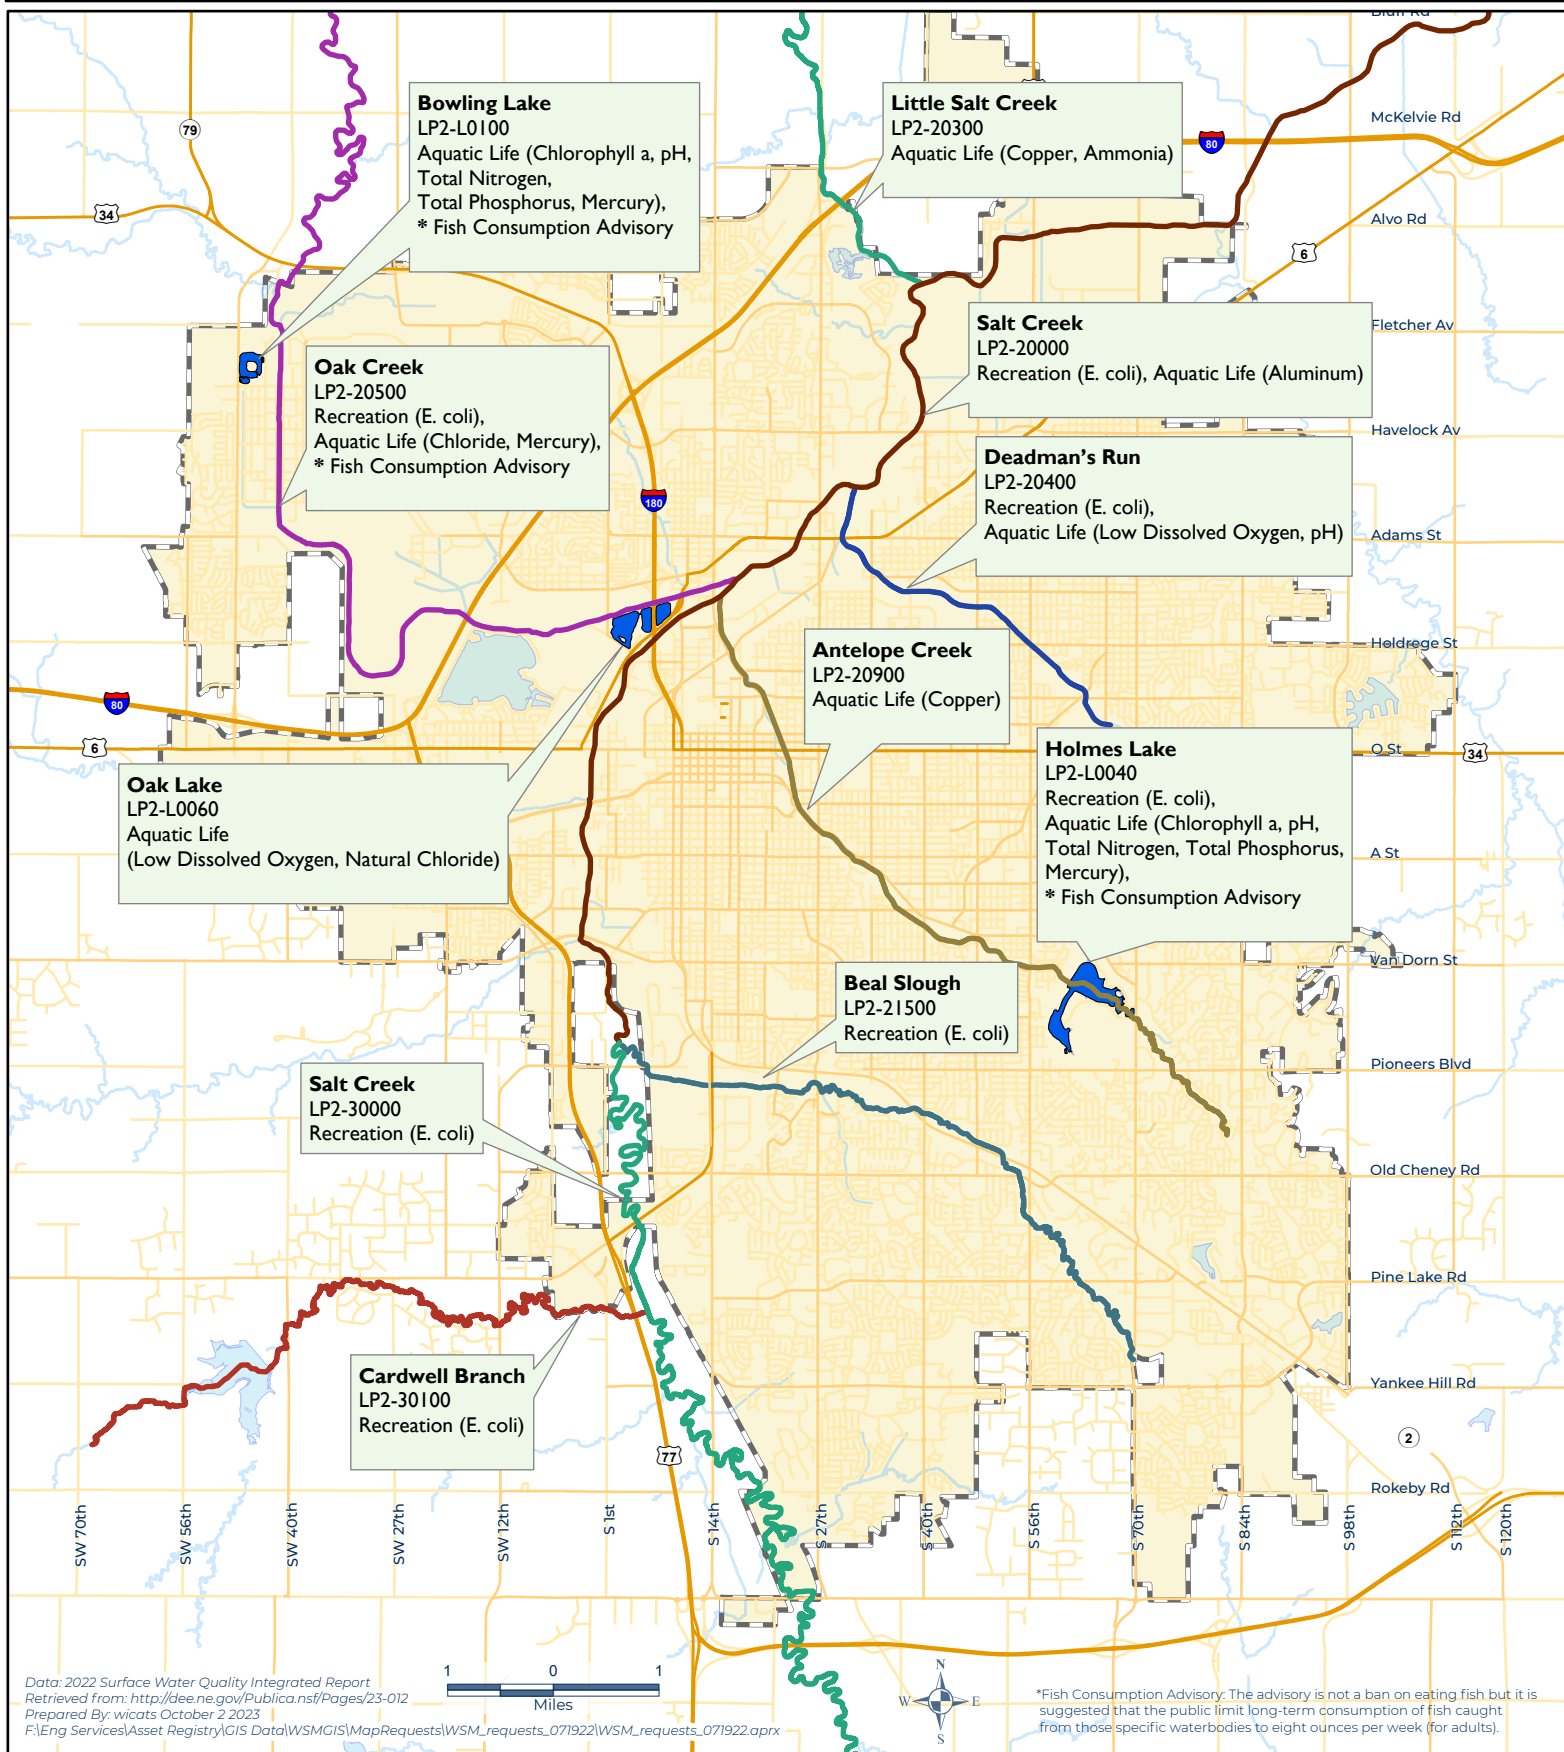 Bluff Rd
McKelvie Rd
Alvo Rd
Fletcher Av
Havelock Av
Adams St
Holdrege St
O St
A St
Van Dorn St
Pioneers Blvd
Old Cheney Rd
Pine Lake Rd
Yankee Hill Rd
Rokeby Rd
79
34
80
6
180
80
6
34
77
2
Bowling Lake
LP2-L0100
Aquatic Life (Chlorophyll a, pH,
Total Nitrogen,
Total Phosphorus, Mercury),
* Fish Consumption Advisory
Little Salt Creek
LP2-20300
Aquatic Life (Copper, Ammonia)
Salt Creek
LP2-20000
Recreation (E. coli), Aquatic Life (Aluminum)
Oak Creek
LP2-20500
Recreation (E. coli),
Aquatic Life (Chloride, Mercury),
* Fish Consumption Advisory
Deadman's Run
LP2-20400
Recreation (E. coli),
Aquatic Life (Low Dissolved Oxygen, pH)
Antelope Creek
LP2-20900
Aquatic Life (Copper)
Holmes Lake
LP2-L0040
Recreation (E. coli),
Aquatic Life (Chlorophyll a, pH,
Total Nitrogen, Total Phosphorus,
Mercury),
* Fish Consumption Advisory
Oak Lake
LP2-L0060
Aquatic Life
(Low Dissolved Oxygen, Natural Chloride)
Beal Slough
LP2-21500
Recreation (E. coli)
Salt Creek
LP2-30000
Recreation (E. coli)
Cardwell Branch
LP2-30100
Recreation (E. coli)
SW 70th
SW 56th
SW 40th
SW 27th
SW 12th
S 1st
S 14th
S 27th
S 40th
S 56th
S 70th
S 84th
S 98th
S 112th
S 120th
1 0 1
Miles
N
W E
S
Data: 2022 Surface Water Quality Integrated Report
Retrieved from: http://dee.ne.gov/Publica.nsf/Pages/23-012
Prepared By: wicats October 2 2023
F:\Eng Services\Asset Registry\GIS Data\WSMGIS\MapRequests\WSM_requests_071922\WSM_requests_071922.aprx
*Fish Consumption Advisory: The advisory is not a ban on eating fish but it is
suggested that the public limit long-term consumption of fish caught
from those specific waterbodies to eight ounces per week (for adults).